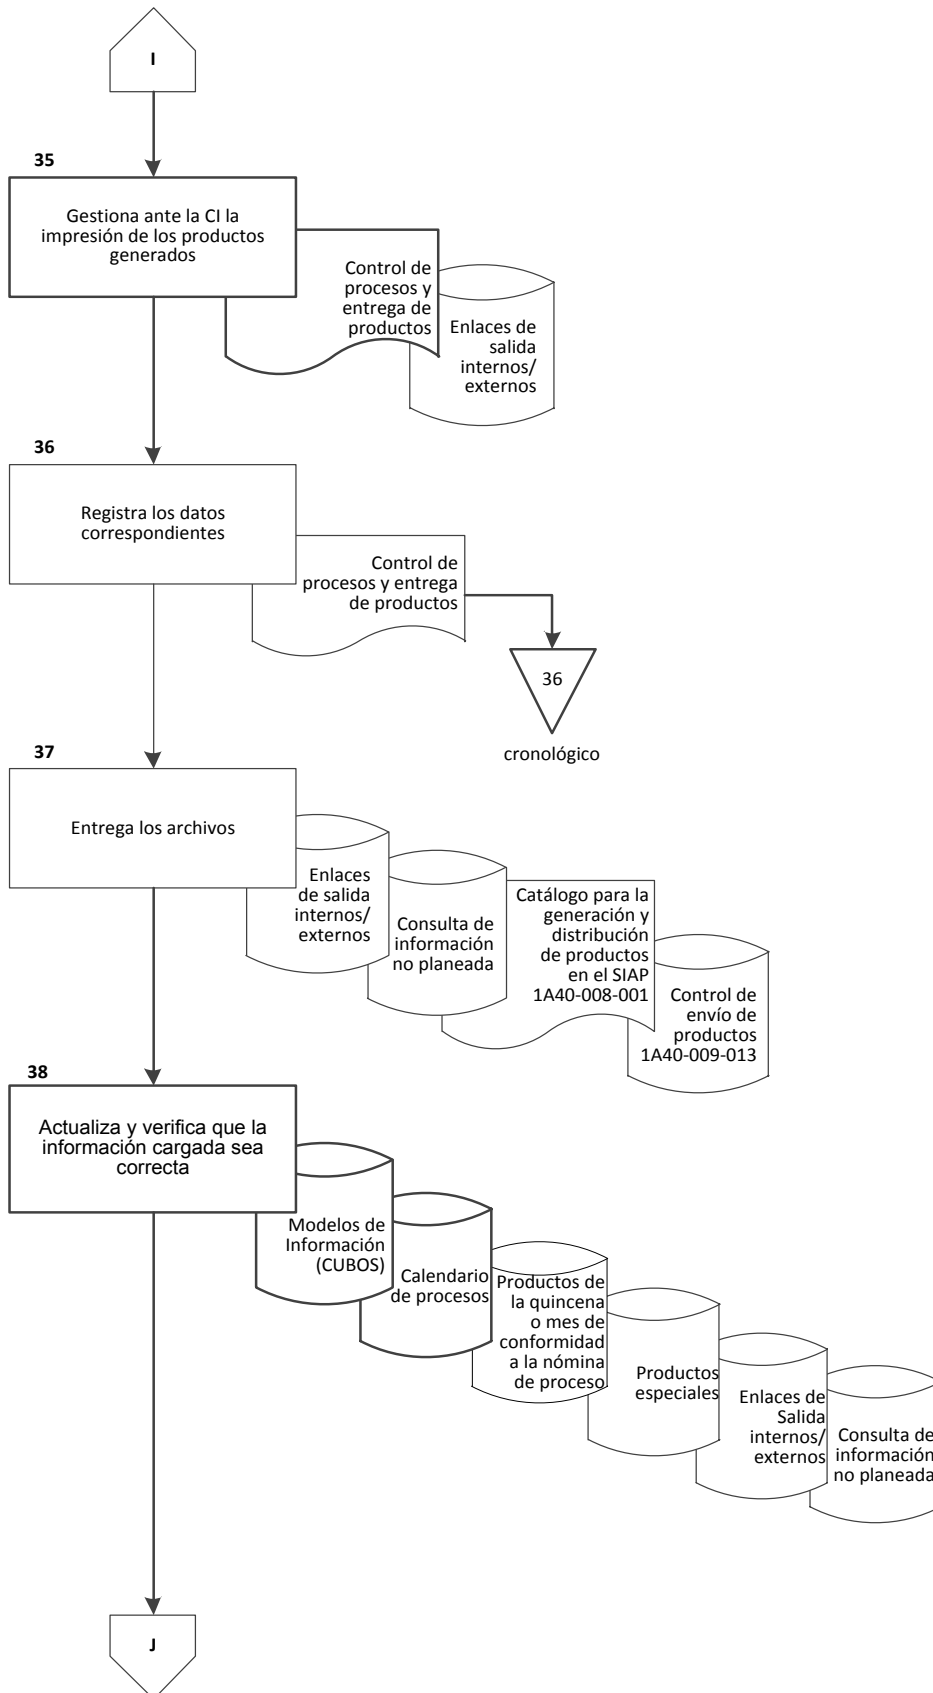 I
35
Gestiona ante la CI la
impresión de los productos
generados
Control de
procesos y
entrega de
productos
Enlaces de
salida
internos/
externos
36
Registra los datos
correspondientes
Control de
procesos y entrega
de productos
36
cronológico
37
Entrega los archivos
Enlaces
de salida
internos/
externos
Consulta de
información
no planeada
Catálogo para la
generación y
distribución
de productos
en el SIAP
1A40-008-001
Control de
envío de
productos
1A40-009-013
38
Actualiza y verifica que la
información cargada sea
correcta
Modelos de
Información
(CUBOS)
Calendario
de procesos
Productos de
la quincena
o mes de
conformidad
a la nómina
de proceso
Productos
especiales
Enlaces de
Salida
internos/
externos
Consulta de
información
no planeada
J